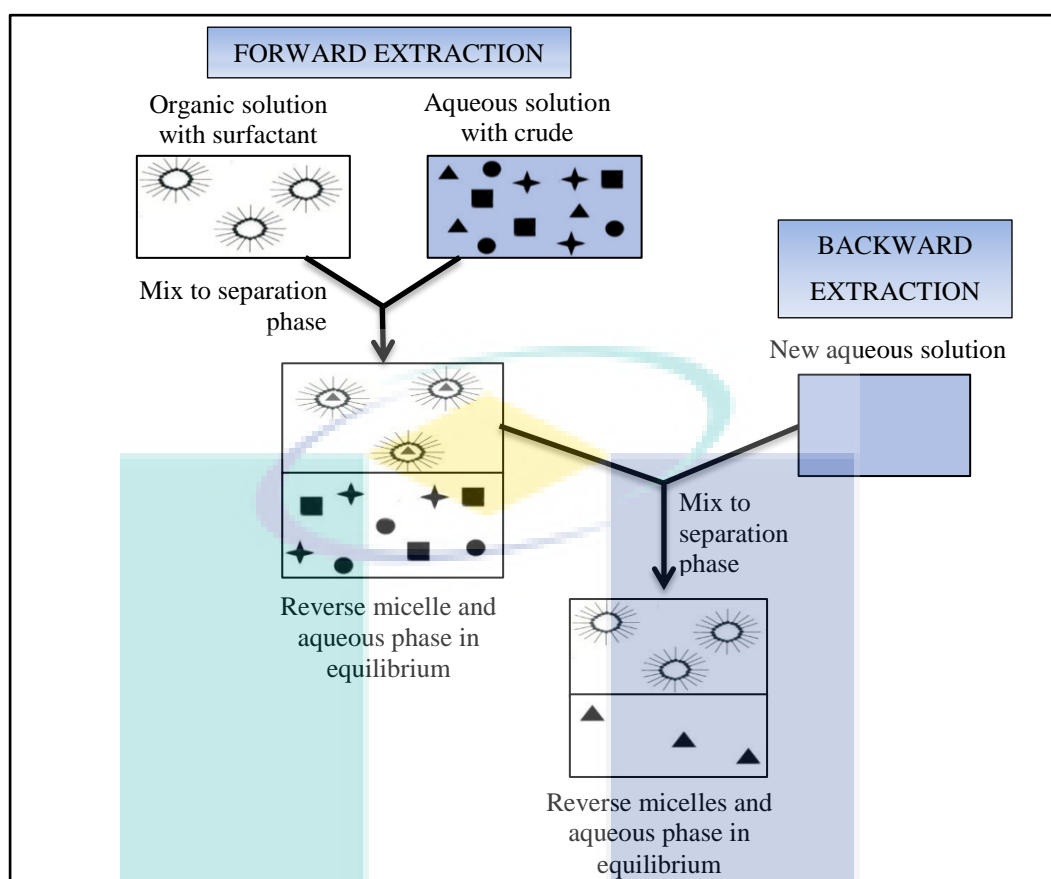 FORWARD EXTRACTION
Organic solution
with surfactant
Aqueous solution
with crude
Mix to separation
phase
BACKWARD
EXTRACTION
New aqueous solution
Mix to
separation
phase
Reverse micelle and
aqueous phase in
equilibrium
Reverse micelles and
aqueous phase in
equilibrium